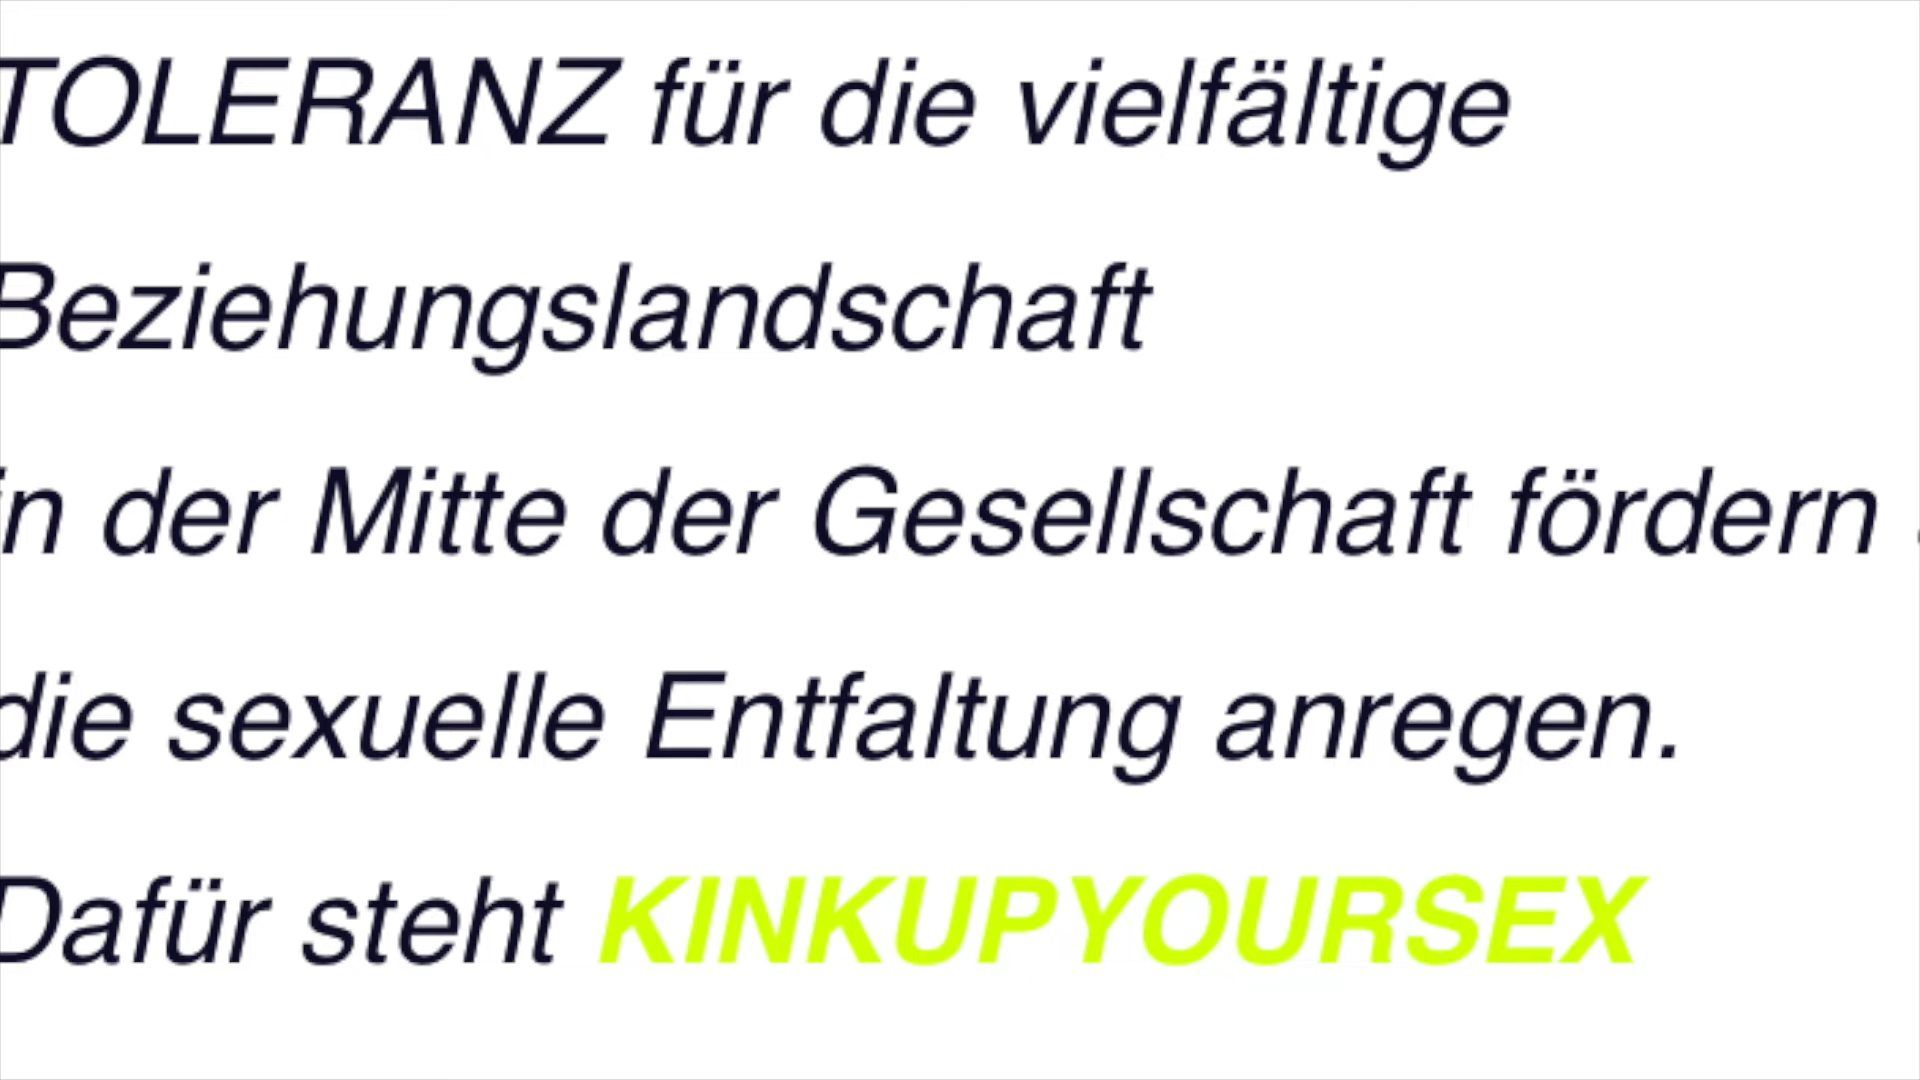 TOLERANZ für die vielfältige
Beziehungslandschaft
in der Mitte der Gesellschaft fördern
die sexuelle Entfaltung anregen.
Dafür steht KINKUPYOURSEX